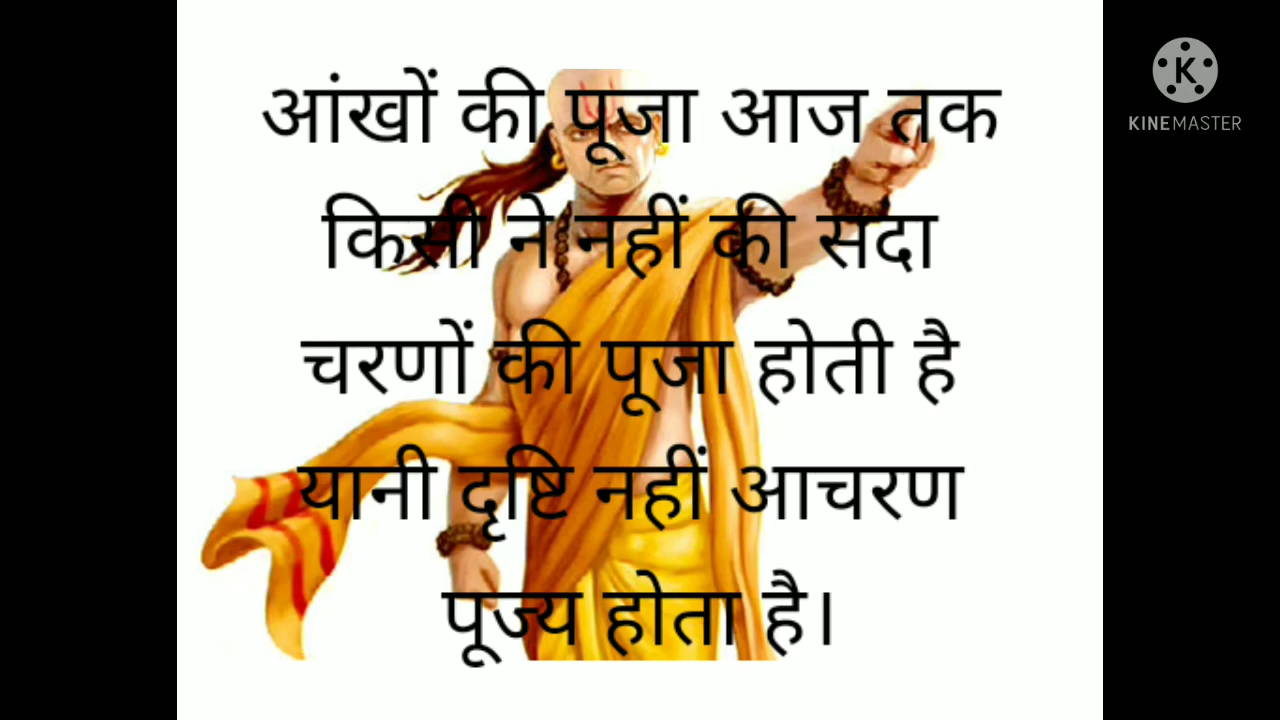 आंखों की पूजा आज तक
किसी ने नहीं की सदा
चरणों की पूजा होती है
यानी दृष्टि नहीं आचरण
पूज्य होता है।
K
KINEMASTER